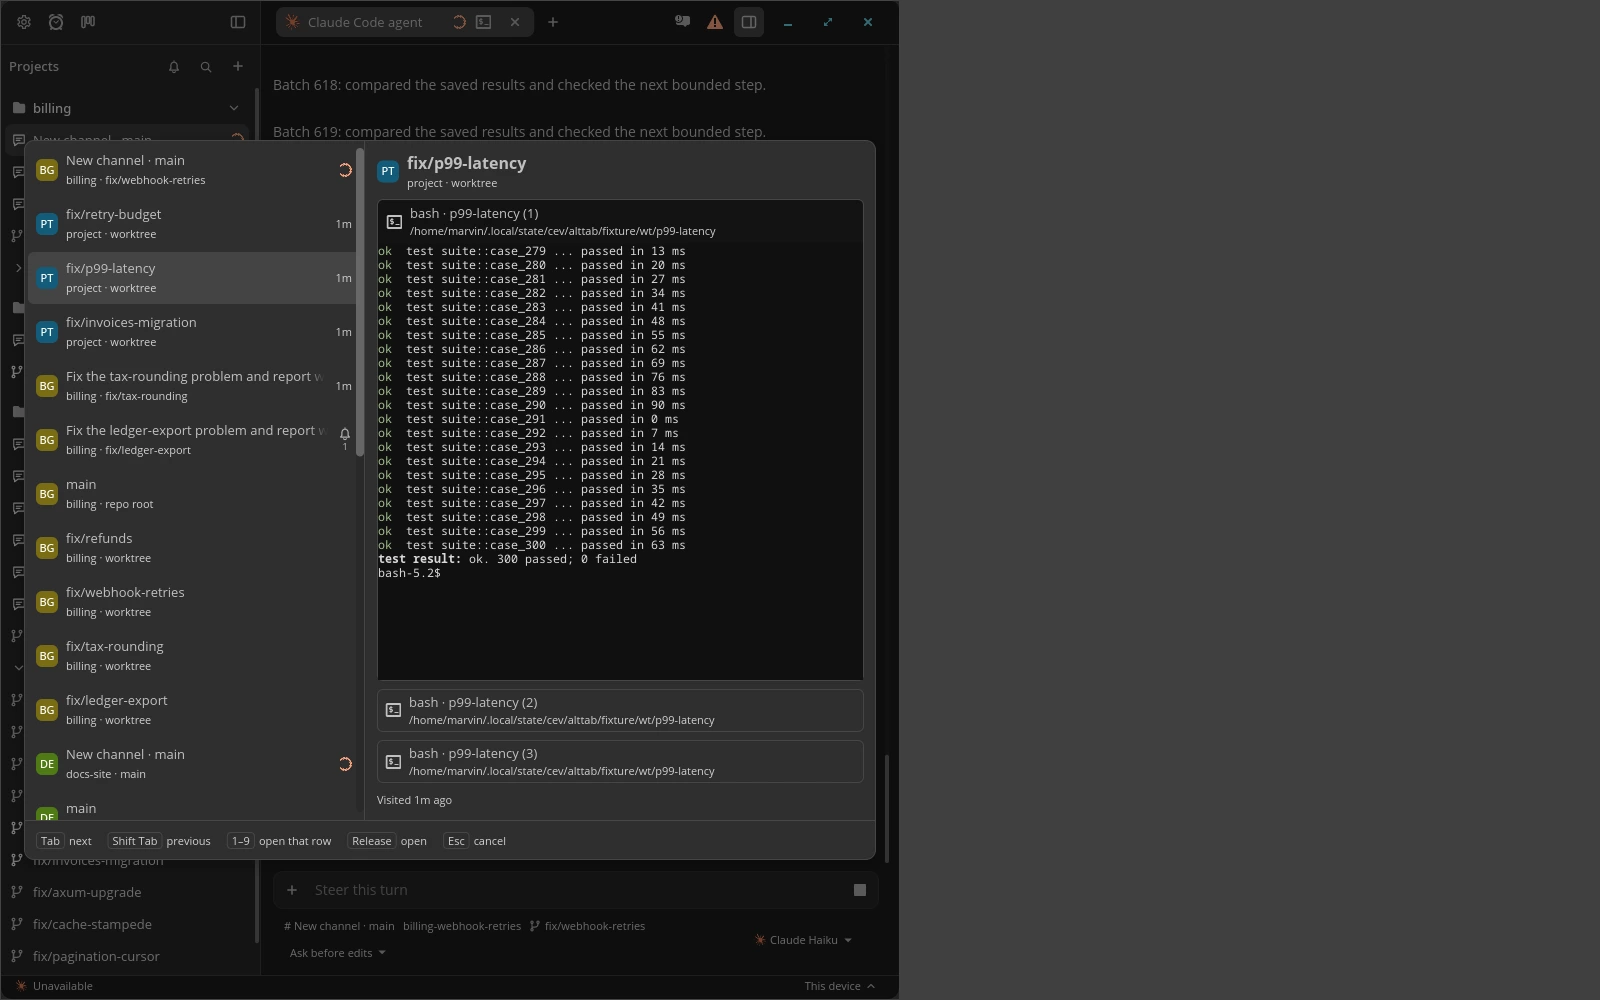 Claude Code agent
Projects
billing
New channel · main
Batch 618: compared the saved results and checked the next bounded step.
Batch 619: compared the saved results and checked the next bounded step.
BG New channel · main
billing · fix/webhook-retries
PT fix/retry-budget
project · worktree
1m
PT fix/p99-latency
project · worktree
1m
PT fix/invoices-migration
project · worktree
1m
BG Fix the tax-rounding problem and report
billing · fix/tax-rounding
1m
BG Fix the ledger-export problem and report
billing · fix/ledger-export
1
BG main
billing · repo root
BG fix/refunds
billing · worktree
BG fix/webhook-retries
billing · worktree
BG fix/tax-rounding
billing · worktree
BG fix/ledger-export
billing · worktree
DE New channel · main
docs-site · main
DE main
PT fix/p99-latency
project · worktree
bash · p99-latency (1)
/home/marvin/.local/state/cev/alttab/fixture/wt/p99-latency
ok  test suite::case_279 ... passed in 13 ms
ok  test suite::case_280 ... passed in 20 ms
ok  test suite::case_281 ... passed in 27 ms
ok  test suite::case_282 ... passed in 34 ms
ok  test suite::case_283 ... passed in 41 ms
ok  test suite::case_284 ... passed in 48 ms
ok  test suite::case_285 ... passed in 55 ms
ok  test suite::case_286 ... passed in 62 ms
ok  test suite::case_287 ... passed in 69 ms
ok  test suite::case_288 ... passed in 76 ms
ok  test suite::case_289 ... passed in 83 ms
ok  test suite::case_290 ... passed in 90 ms
ok  test suite::case_291 ... passed in 0 ms
ok  test suite::case_292 ... passed in 7 ms
ok  test suite::case_293 ... passed in 14 ms
ok  test suite::case_294 ... passed in 21 ms
ok  test suite::case_295 ... passed in 28 ms
ok  test suite::case_296 ... passed in 35 ms
ok  test suite::case_297 ... passed in 42 ms
ok  test suite::case_298 ... passed in 49 ms
ok  test suite::case_299 ... passed in 56 ms
ok  test suite::case_300 ... passed in 63 ms
test result: ok. 300 passed; 0 failed
bash-5.2$
bash · p99-latency (2)
/home/marvin/.local/state/cev/alttab/fixture/wt/p99-latency
bash · p99-latency (3)
/home/marvin/.local/state/cev/alttab/fixture/wt/p99-latency
Visited 1m ago
Tab next Shift Tab previous 1–9 open that row Release open Esc cancel
fix/invoices-migration
fix/axum-upgrade
fix/cache-stampede
fix/pagination-cursor
Steer this turn
# New channel · main billing-webhook-retries fix/webhook-retries
Claude Haiku
Ask before edits
Unavailable
This device